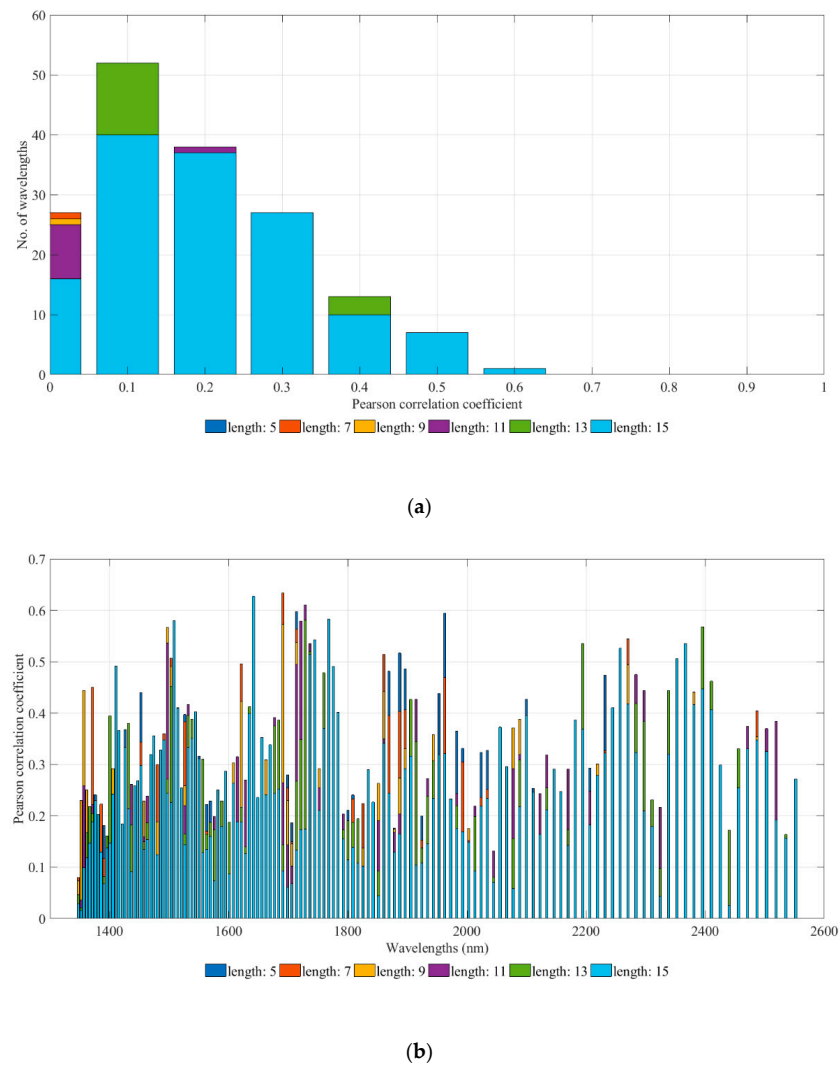 60
50
40
30
20
10
0
No. of wavelengths
0 0.1 0.2 0.3 0.4 0.5 0.6 0.7 0.8 0.9 1
Pearson correlation coefficient
length: 5 length: 7 length: 9 length: 11 length: 13 length: 15
(a)
0.7
0.6
0.5
0.4
0.3
0.2
0.1
0
Pearson correlation coefficient
1400 1600 1800 2000 2200 2400 2600
Wavelengths (nm)
length: 5 length: 7 length: 9 length: 11 length: 13 length: 15
(b)